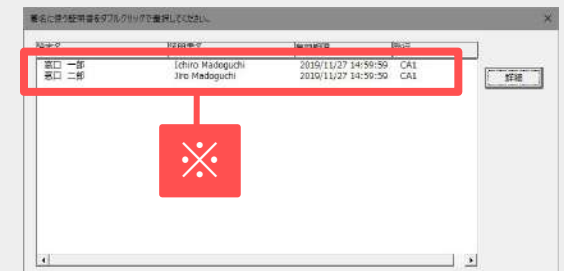 署名に使う証明書をダブルクリックで選択してください。
×
窓口 一郎 Ichiro Madoguchi 2019/11/27 14:59:59 CA1
窓口 二郎 Jiro Madoguchi 2019/11/27 14:59:59 CA1
詳細
※